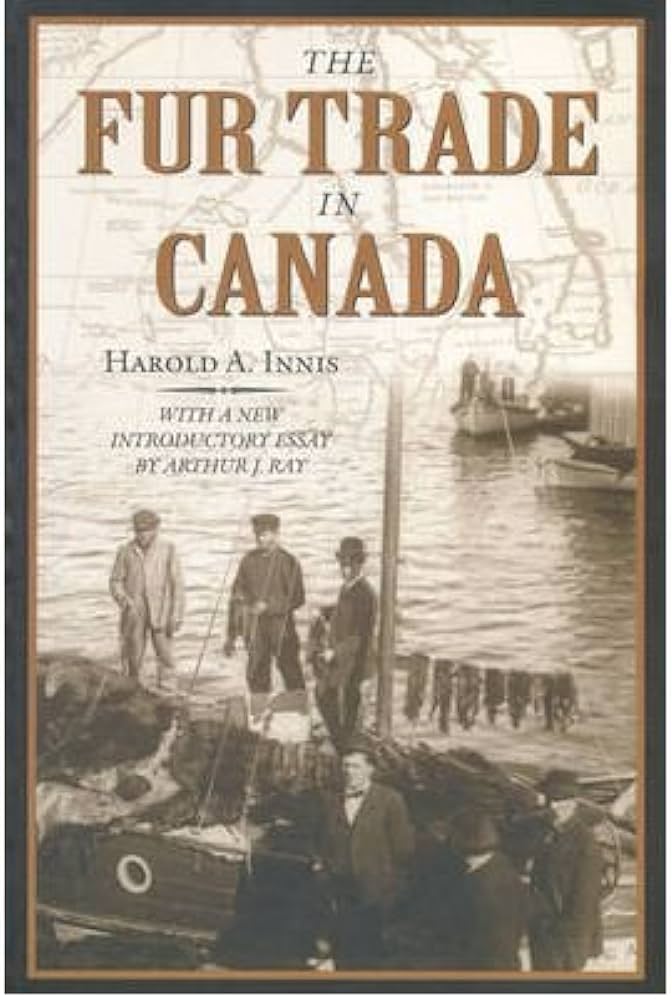 THE
FUR TRADE
IN
CANADA
HAROLD A. INNIS
WITH A NEW
INTRODUCTORY ESSAY
BY ARTHUR J. RAY